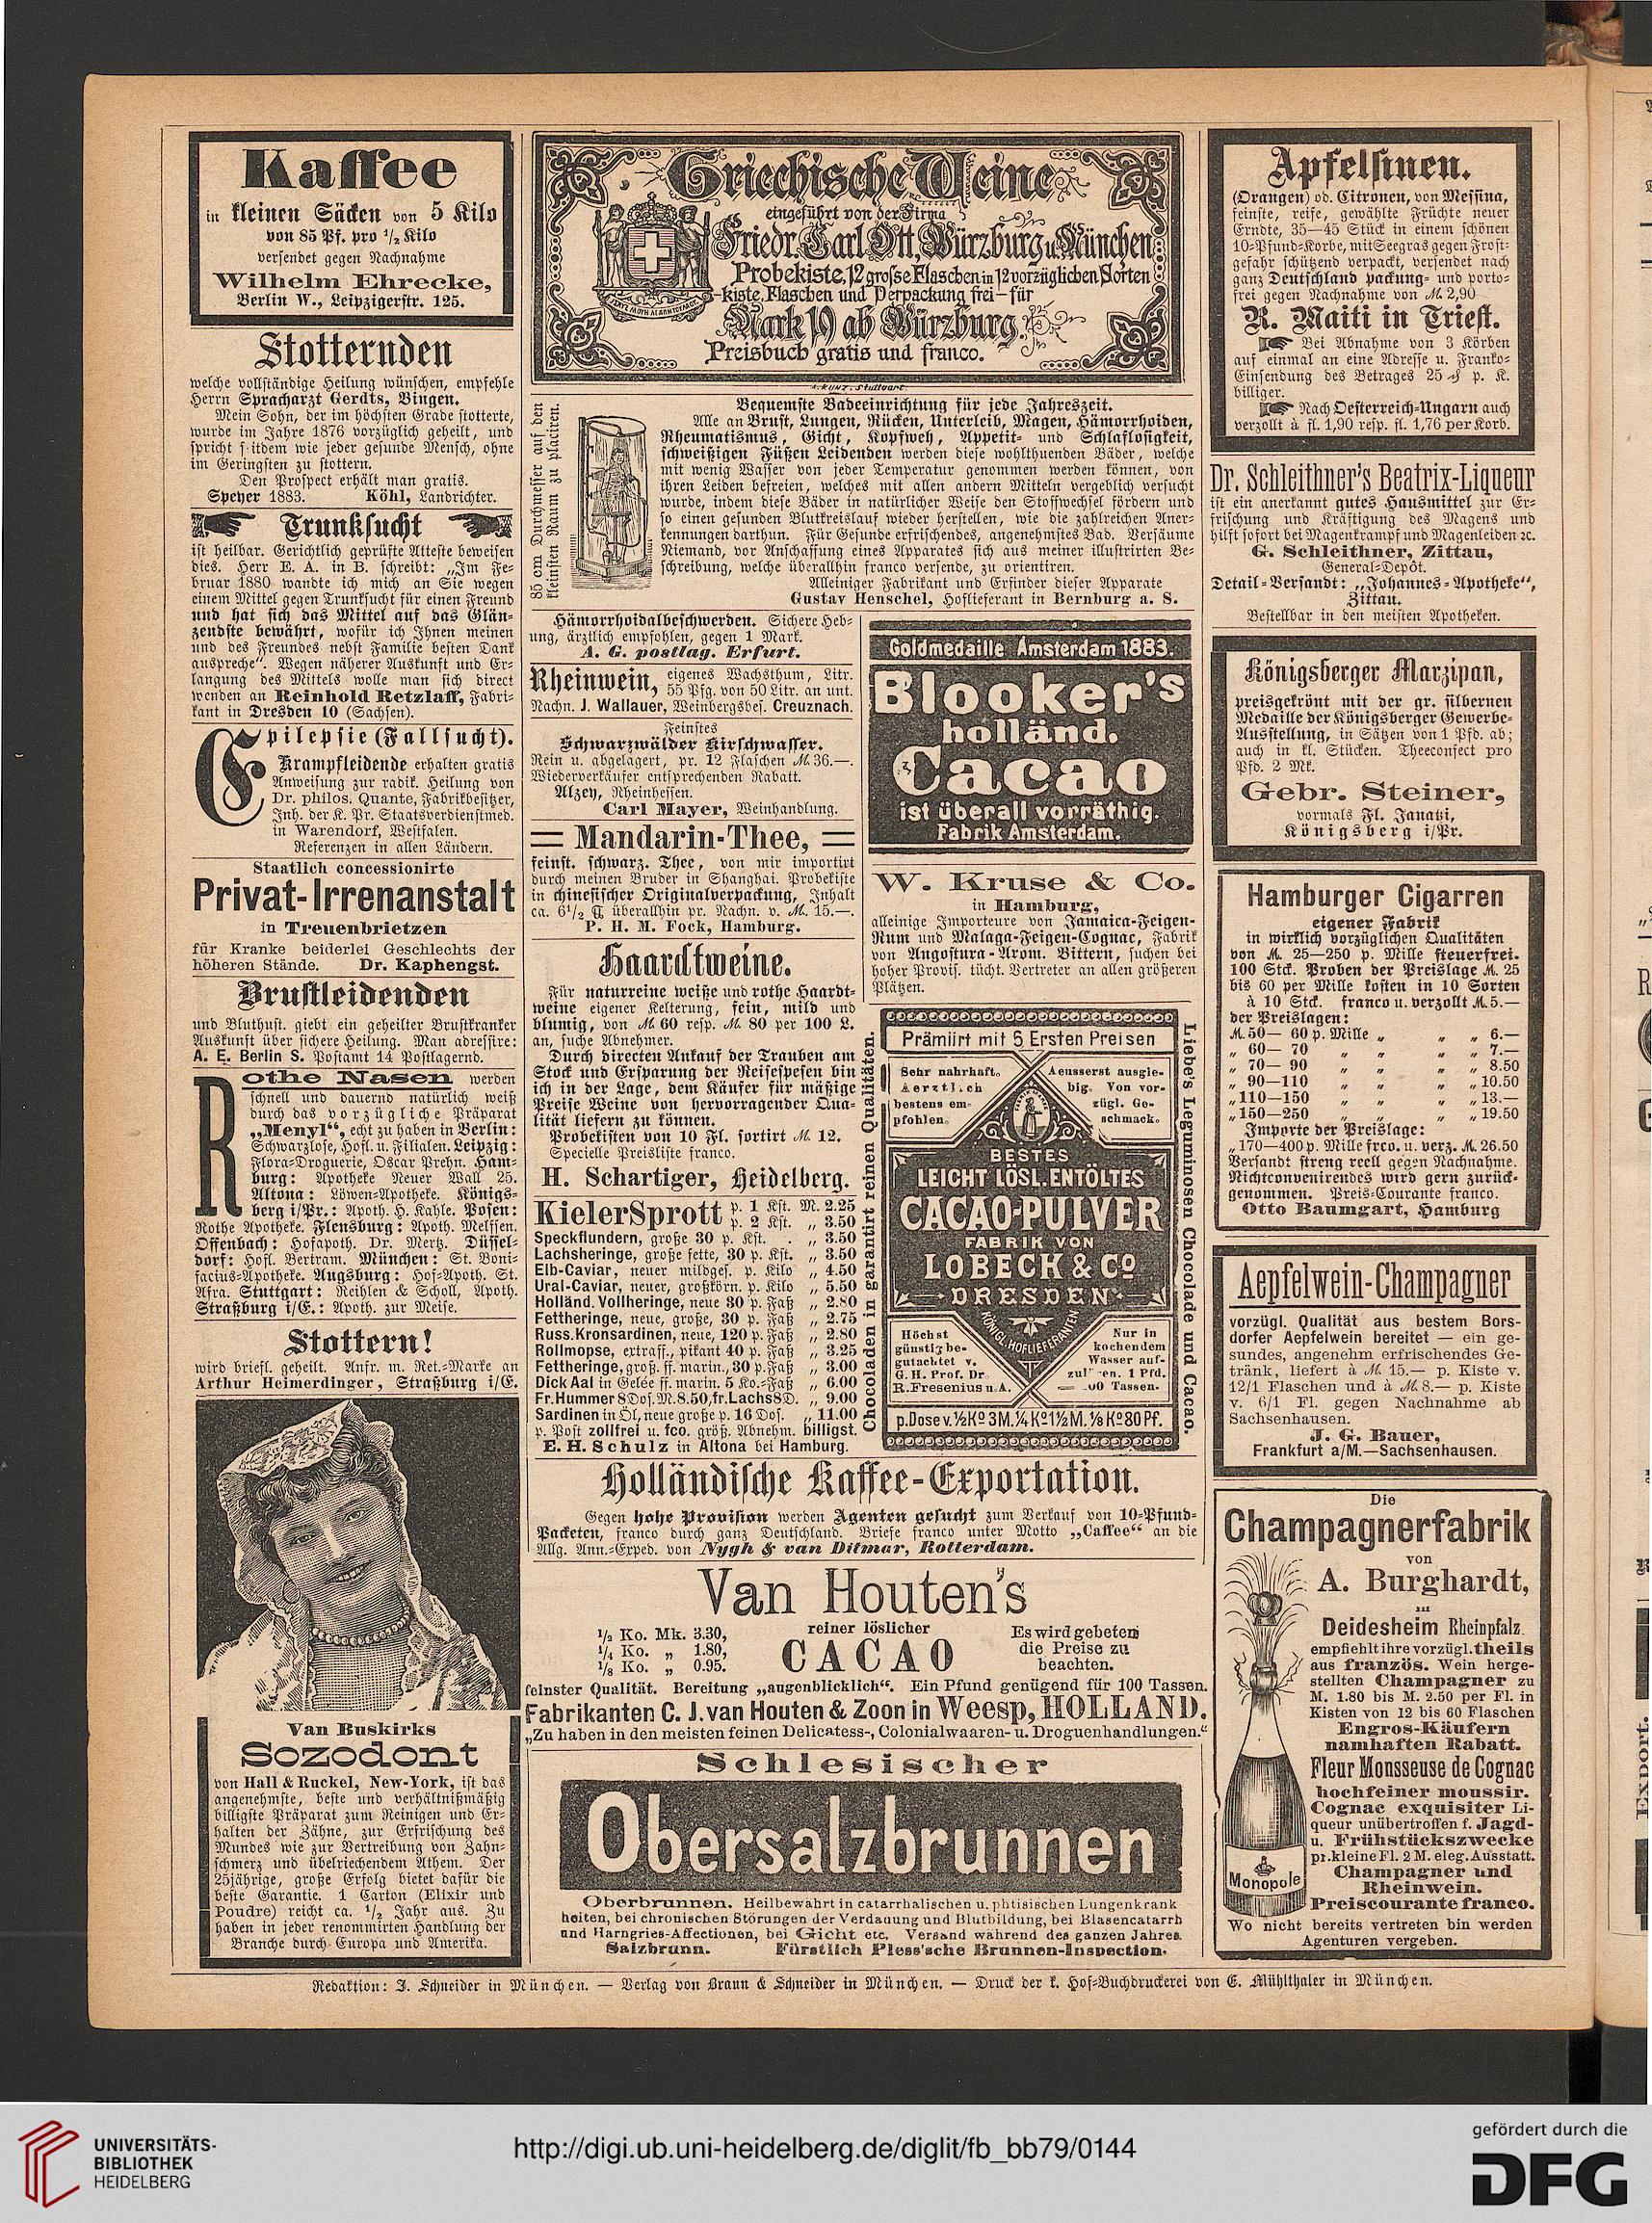 Kaffee
in kleinen Säcken von 5 Kilo
von 85 Pf. pro ½ Kilo
versendet gegen Nachnahme
Wilhelm Ehrecke,
Berlin W., Leipzigerstr. 125.
Stotternden
welche vollständige Heilung wünschen, empfehle
Herrn Spracharzt Gerdts, Bingen.
Mein Sohn, der im höchsten Grade stotterte,
wurde im Jahre 1876 vorzüglich geheilt, und
spricht seitdem wie jeder gesunde Mensch, ohne
im Geringsten zu stottern.
Den Prospect erhält man gratis.
Speyer 1883. Köhl, Landrichter.
Trunksucht
ist heilbar. Gerichtlich geprüfte Atteste beweisen
dies. Herr E. A. in B. schreibt: „Im Fe-
bruar 1880 wandte ich mich an Sie wegen
einem Mittel gegen Trunksucht für einen Freund
und hat sich das Mittel auf das Glän-
zendste bewährt, wofür ich Ihnen meinen
und des Freundes nebst Familie besten Dank
ausspreche“. Wegen näherer Auskunft und Er-
langung des Mittels wolle man sich direct
wenden an Reinhold Retzlaff, Fabri-
kant in Dresden 10 (Sachsen).
Epilepsie (Fallsucht).
Krampfleidende erhalten gratis
Anweisung zur radik. Heilung von
Dr. philos. Quante, Fabrikbesitzer,
Inh. der K. Pr. Staatsverdienstmed.
in Warendorf, Westfalen.
Referenzen in allen Ländern.
Staatlich concessionirte
Privat-Irrenanstalt
in Treuenbrietzen
für Kranke beiderlei Geschlechts der
höheren Stände. Dr. Kaphengst.
Brustleidenden
und Bluthust. giebt ein geheilter Brustkranker
Auskunft über sichere Heilung. Man adressire:
A. E. Berlin S. Postamt 14 Postlagernd.
Rothe Nasen werden
schnell und dauernd natürlich weiß
durch das vorzügliche Präparat
„Menyl“, echt zu haben in Berlin:
Schwarzlose, Hofl. u. Filialen. Leipzig:
Flora-Droguerie, Oscar Prehn. Ham-
burg: Apotheke Neuer Wall 25.
Altona: Löwen-Apotheke. Königs-
berg i/Pr.: Apoth. H. Kahle. Posen:
Rothe Apotheke. Flensburg: Apoth. Melssen.
Offenbach: Hofapoth. Dr. Mertz. Düssel-
dorf: Hofl. Bertram. München: St. Boni-
facius-Apotheke. Augsburg: Hof-Apoth. St.
Afra. Stuttgart: Reihlen & Scholl, Apoth.
Straßburg i/E.: Apoth. zur Meise.
Stottern!
wird briefl. geheilt. Anfr. m. Ret.-Marke an
Arthur Heimerdinger, Straßburg i/E.
Van Buskirks
Sozodont
von Hall & Ruckel, New-York, ist das
angenehmste, beste und verhältnißmäßig
billigste Präparat zum Reinigen und Er-
halten der Zähne, zur Erfrischung des
Mundes wie zur Vertreibung von Zahn-
schmerz und übelriechendem Athem. Der
25jährige, große Erfolg bietet dafür die
beste Garantie. 1 Carton (Elixir und
Poudre) reicht ca. ½ Jahr aus. Zu
haben in jeder renommirten Handlung der
Branche durch Europa und Amerika.
Griechische Weine
eingeführt von der Firma
Friedr. Carl Ott, Würzburg u. München
Probekiste, 12 grosse Flaschen in 12 vorzüglichen Sorten
-kiste, Flaschen und Verpackung frei- für
Mark 19 ab Würzburg.
Preisbuch gratis und franco.
85 cm Durchmesser auf den
kleinsten Raum zu placiren.
Bequemste Badeeinrichtung für jede Jahreszeit.
Alle an Brust, Lungen, Rücken, Unterleib, Magen, Hämorrhoiden,
Rheumatismus, Gicht, Kopfweh, Appetit- und Schlaflosigkeit,
schweißigen Füßen Leidenden werden diese wohlthuenden Bäder, welche
mit wenig Wasser von jeder Temperatur genommen werden können, von
ihren Leiden befreien, welches mit allen andern Mitteln vergeblich versucht
wurde, indem diese Bäder in natürlicher Weise den Stoffwechsel fördern und
so einen gesunden Blutkreislauf wieder herstellen, wie die zahlreichen Aner-
kennungen darthun. Für Gesunde erfrischendes, angenehmstes Bad. Versäume
Niemand, vor Anschaffung eines Apparates sich aus meiner illustrirten Be-
schreibung, welche überallhin franco versende, zu orientiren.
Alleiniger Fabrikant und Erfinder dieser Apparate
Gustav Henschel, Hoflieferant in Bernburg a. S.
Hämorrhoidalbeschwerden. Sichere Heb-
ung, ärztlich empfohlen, gegen 1 Mark.
A. G. postlag. Erfurt.
Rheinwein, eigenes Wachsthum, Litr.
55 Pfg. von 50 Litr. an unt.
Nachn. J. Wallauer, Weinbergsbes. Creuznach.
Feinstes
Schwarzwälder Kirschwasser.
Rein u. abgelagert, pr. 12 Flaschen M. 36.—.
Wiederverkäufer entsprechenden Rabatt.
Alzey, Rheinhessen.
Carl Mayer, Weinhandlung.
Mandarin-Thee,
feinst. schwarz. Thee, von mir importirt
durch meinen Bruder in Shanghai. Probekiste
in chinesischer Originalverpackung, Inhalt
ca. 6½ ℔ überallhin pr. Nachn. v. M. 15.—.
P. H. M. Fock, Hamburg.
Haardtweine.
Für naturreine weiße und rothe Haardt-
weine eigener Kelterung, fein, mild und
blumig, von M. 60 resp. M. 80 per 100 L.
an, suche Abnehmer.
Durch directen Ankauf der Trauben am
Stock und Ersparung der Reisespesen bin
ich in der Lage, dem Käufer für mäßige
Preise Weine von hervorragender Qua-
lität liefern zu können.
Probekisten von 10 Fl. sortirt M. 12.
Specielle Preisliste franco.
H. Schartiger, Heidelberg.
Kieler Sprott p. 1 Kst. M. 2.25
p. 2 Kst. „ 3.50
Speckflundern, große 30 p. Kst. . „ 3.50
Lachsheringe, große fette, 30 p. Kst. „ 3.50
Elb-Caviar, neuer mildges. p. Kilo „ 4.50
Ural-Caviar, neuer, großkörn. p. Kilo „ 5.50
Holländ. Vollheringe, neue 30 p. Faß „ 2.80
Fettheringe, neue, große, 30 p. Faß „ 2.75
Russ. Kronsardinen, neue, 120 p. Faß „ 2.80
Rollmopse, extraff., pikant 40 p. Faß „ 3.25
Fettheringe, groß. ff. marin., 30 p. Faß „ 3.00
Dick Aal in Gelée ff. marin. 5 Ko.-Faß „ 6.00
Fr. Hummer 8 Dos. M. 8.50, fr. Lachs 8 D. „ 9.00
Sardinen in Öl, neue große p. 16 Dos. „ 11.00
p. Post zollfrei u. fco. größ. Abnehm. billigst.
E. H. Schulz in Altona bei Hamburg.
Goldmedaille Amsterdam 1883.
Blooker's
holländ.
Cacao
ist überall vorräthig.
Fabrik Amsterdam.
W. Kruse & Co.
in Hamburg,
alleinige Importeure von Jamaica-Feigen-
Rum und Malaga-Feigen-Cognac, Fabrik
von Angostura-Arom. Bittern, suchen bei
hoher Provis. tücht. Vertreter an allen größeren
Plätzen.
Chocoladen in garantirt reinen Qualitäten.
Prämiirt mit 5 Ersten Preisen
Sehr nahrhaft.
Aerztlich
bestens em-
pfohlen.
Aeusserst ausgie-
big. Von vor-
zügl. Ge-
schmack.
BESTES
LEICHT LÖSL. ENTÖLTES
CACAO-PULVER
FABRIK VON
LOBECK & Co
DRESDEN
KÖNIGL. HOFLIEFERANTEN
Höchst
günstig be-
gutachtet v.
G. H. Prof. Dr.
R. Fresenius u. A.
Nur in
kochendem
Wasser auf-
1 Pfd.
Tassen.
p. Dose v. ½ Ko 3 M. ¼ Ko 1½ M. ⅛ Ko 80 Pf.
Liebe's Leguminosen Chocolade und Cacao.
Holländische Kaffee-Exportation.
Gegen hohe Provision werden Agenten gesucht zum Verkauf von 10-Pfund-
Packeten, franco durch ganz Deutschland. Briefe franco unter Motto „Caffee“ an die
Allg. Ann.-Exped. von Nygh & van Ditmar, Rotterdam.
Van Houten's
½ Ko. Mk. 3.30,
¼ Ko. „ 1.80,
⅛ Ko. „ 0.95.
reiner löslicher
CACAO
Es wird gebeten
die Preise zu
beachten.
feinster Qualität. Bereitung „augenblicklich“. Ein Pfund genügend für 100 Tassen.
Fabrikanten C. J. van Houten & Zoon in Weesp, HOLLAND.
„Zu haben in den meisten feinen Delicatess-, Colonialwaaren- u. Droguenhandlungen.“
Schlesischer
Obersalzbrunnen
Oberbrunnen. Heilbewährt in catarrhalischen u. phtisischen Lungenkrank
heiten, bei chronischen Störungen der Verdauung und Blutbildung, bei Blasencatarrh
und Harngries-Affectionen, bei Gicht etc. Versand während des ganzen Jahres.
Salzbrunn. Fürstlich Pless'sche Brunnen-Inspection.
Apfelsinen.
(Orangen) od. Citronen, von Messina,
feinste, reife, gewählte Früchte neuer
Erndte, 35—45 Stück in einem schönen
10-Pfund-Korbe, mit Seegras gegen Frost-
gefahr schützend verpackt, versendet nach
ganz Deutschland packung- und porto-
frei gegen Nachnahme von M. 2,90
R. Maiti in Triest.
Bei Abnahme von 3 Körben
auf einmal an eine Adresse u. Franko-
Einsendung des Betrages 25 ₰ p. K.
billiger.
Nach Oesterreich-Ungarn auch
verzollt à fl. 1,90 resp. fl. 1,76 per Korb.
Dr. Schleithner's Beatrix-Liqueur
ist ein anerkannt gutes Hausmittel zur Er-
frischung und Kräftigung des Magens und
hilft sofort bei Magenkrampf und Magenleiden ꝛc.
G. Schleithner, Zittau,
General-Depôt.
Detail-Versandt: „Johannes-Apotheke“,
Zittau.
Bestellbar in den meisten Apotheken.
Königsberger Marzipan,
preisgekrönt mit der gr. silbernen
Medaille der Königsberger Gewerbe-
Ausstellung, in Sätzen von 1 Pfd. ab;
auch in kl. Stücken. Theeconfect pro
Pfd. 2 Mk.
Gebr. Steiner,
vormals Fl. Janatzi,
Königsberg i/Pr.
Hamburger Cigarren
eigener Fabrik
in wirklich vorzüglichen Qualitäten
von M. 25—250 p. Mille steuerfrei.
100 Stck. Proben der Preislage M. 25
bis 60 per Mille kosten in 10 Sorten
à 10 Stck. franco u. verzollt M. 5.—
der Preislagen:
M. 50— 60 p. Mille „ „ „ 6.—
„ 60— 70 „ „ „ „ 7.—
„ 70— 90 „ „ „ „ 8.50
„ 90—110 „ „ „ „ 10.50
„ 110—150 „ „ „ „ 13.—
„ 150—250 „ „ „ „ 19.50
Importe der Preislage:
„ 170—400 p. Mille frco. u. verz. M. 26.50
Versandt streng reell gegen Nachnahme.
Nichtconvenirendes wird gern zurück-
genommen. Preis-Courante franco.
Otto Baumgart, Hamburg
Aepfelwein-Champagner
vorzügl. Qualität aus bestem Bors-
dorfer Aepfelwein bereitet — ein ge-
sundes, angenehm erfrischendes Ge-
tränk, liefert à M. 15.— p. Kiste v.
12/1 Flaschen und à M. 8.— p. Kiste
v. 6/1 Fl. gegen Nachnahme ab
Sachsenhausen.
J. G. Bauer,
Frankfurt a/M.—Sachsenhausen.
Die
Champagnerfabrik
von
A. Burghardt,
in
Deidesheim Rheinpfalz
empfiehlt ihre vorzügl. theils
aus französ. Wein herge-
stellten Champagner zu
M. 1.80 bis M. 2.50 per Fl. in
Kisten von 12 bis 60 Flaschen
Engros-Käufern
namhaften Rabatt.
Fleur Monsseuse de Cognac
hochfeiner moussir.
Cognac exquisiter Li-
queur unübertroffen f. Jagd-
u. Frühstückszwecke
pr. kleine Fl. 2 M. eleg. Ausstatt.
Champagner und
Rheinwein.
Preiscourante franco.
Monopole
Wo nicht bereits vertreten bin werden
Agenturen vergeben.
Redaktion: J. Schneider in München. — Verlag von Braun & Schneider in München. — Druck der k. Hof-Buchdruckerei von E. Mühlthaler in München.
Export.
UNIVERSITÄTS-
BIBLIOTHEK
HEIDELBERG
http://digi.ub.uni-heidelberg.de/diglit/fb_bb79/0144
gefördert durch die
DFG